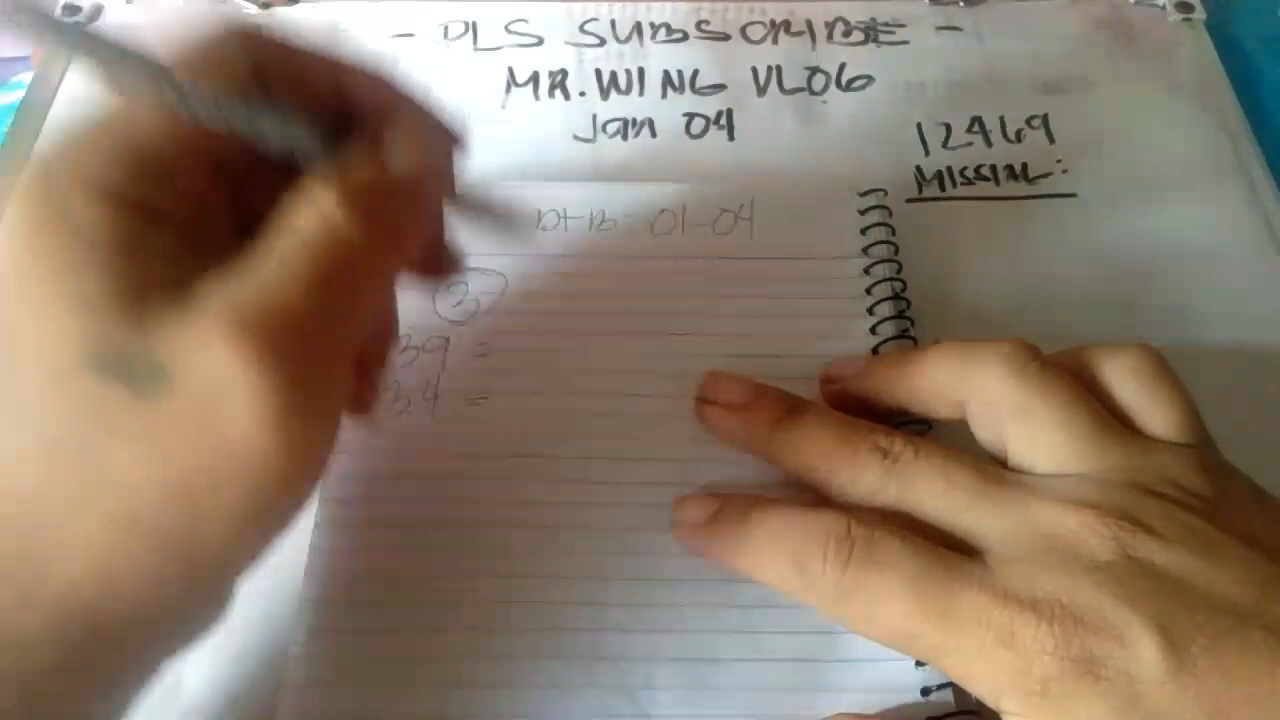 - PLS SUBSCRIBE -
MR. WING VLOG
Jan 04
12469
MISSING:
D+B= 01-04
3
39 =
34 =